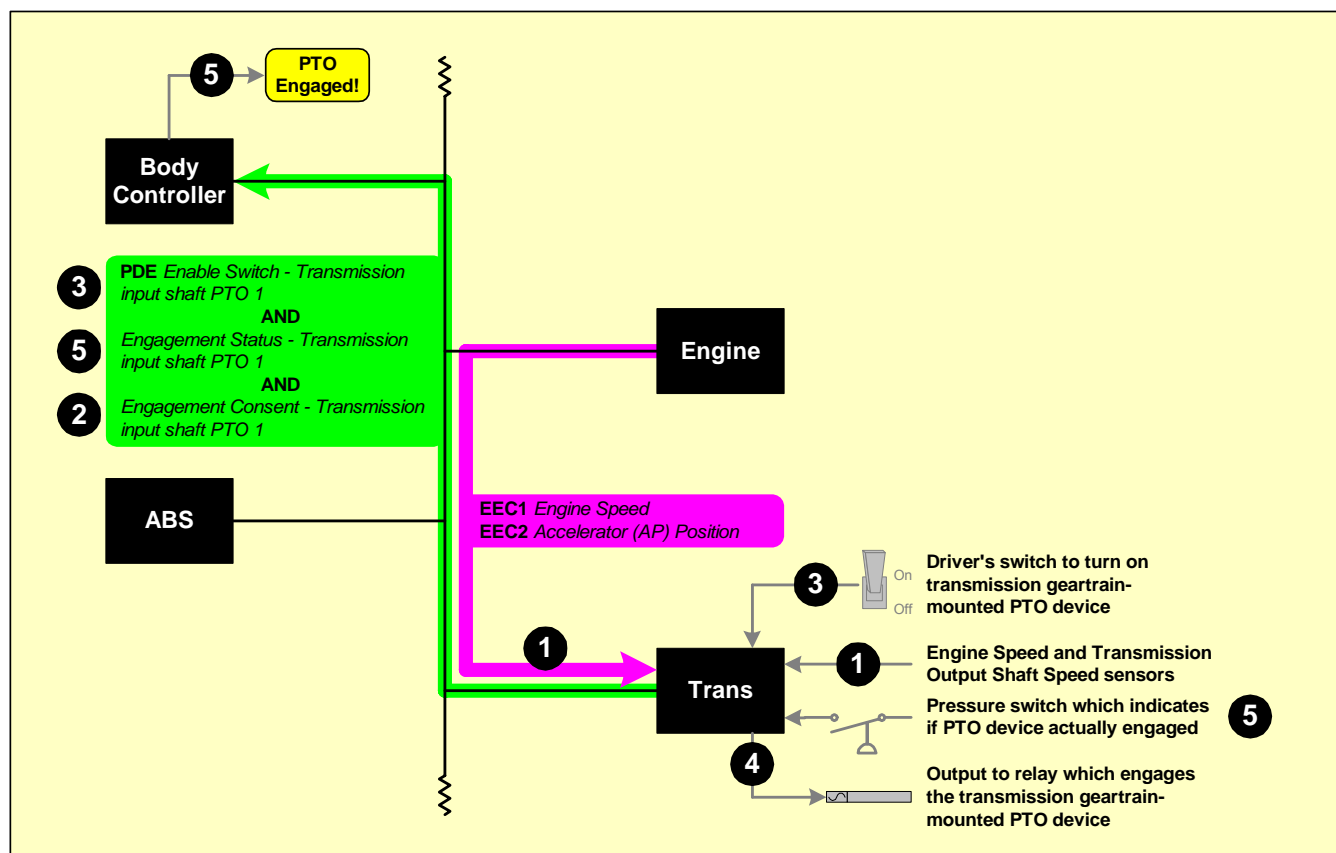 5
PTO
Engaged!
Body
Controller
3
PDE Enable Switch - Transmission
input shaft PTO 1
AND
5
Engagement Status - Transmission
input shaft PTO 1
AND
2
Engagement Consent - Transmission
input shaft PTO 1
Engine
ABS
EEC1 Engine Speed
EEC2 Accelerator (AP) Position
1
Trans
3
On
Off
Driver's switch to turn on
transmission geartrain-
mounted PTO device
1
Engine Speed and Transmission
Output Shaft Speed sensors
Pressure switch which indicates
if PTO device actually engaged
5
4
Output to relay which engages
the transmission geartrain-
mounted PTO device